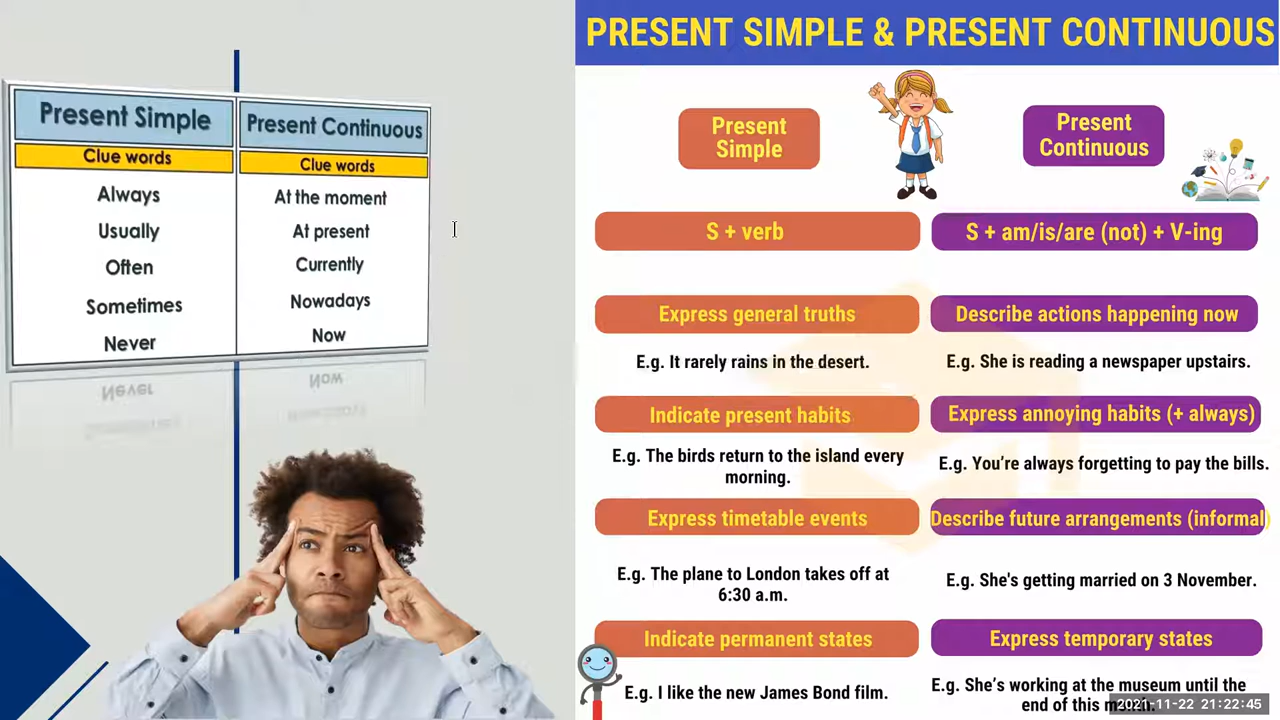 Present Simple
Present Continuous
Clue words
Clue words
Always
At the moment
Usually
At present
Often
Currently
Sometimes
Nowadays
Never
Now
Never
Now
PRESENT SIMPLE & PRESENT CONTINUOUS
Present
Simple
Present
Continuous
S + verb
S + am/is/are (not) + V-ing
Express general truths
Describe actions happening now
E.g. It rarely rains in the desert.
E.g. She is reading a newspaper upstairs.
Indicate present habits
Express annoying habits (+ always)
E.g. The birds return to the island every
morning.
E.g. You're always forgetting to pay the bills.
Express timetable events
Describe future arrangements (informal)
E.g. The plane to London takes off at
6:30 a.m.
E.g. She's getting married on 3 November.
Indicate permanent states
Express temporary states
E.g. I like the new James Bond film.
E.g. She's working at the museum until the
end of this month.
2021-11-22 21:22:45